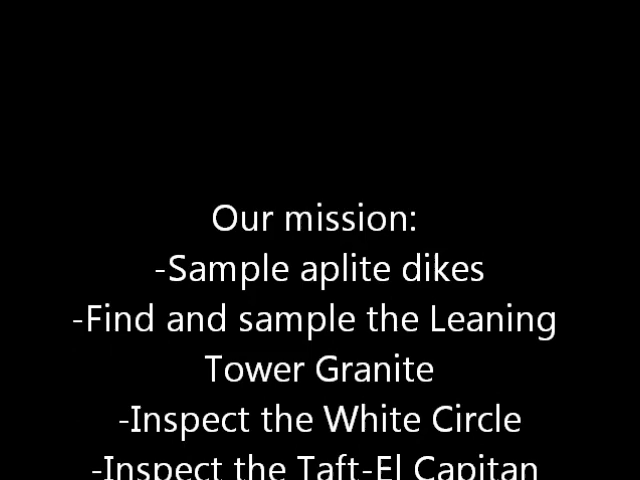 Our mission:
-Sample aplite dikes
-Find and sample the Leaning
Tower Granite
-Inspect the White Circle
-Inspect the Taft-El Capitan